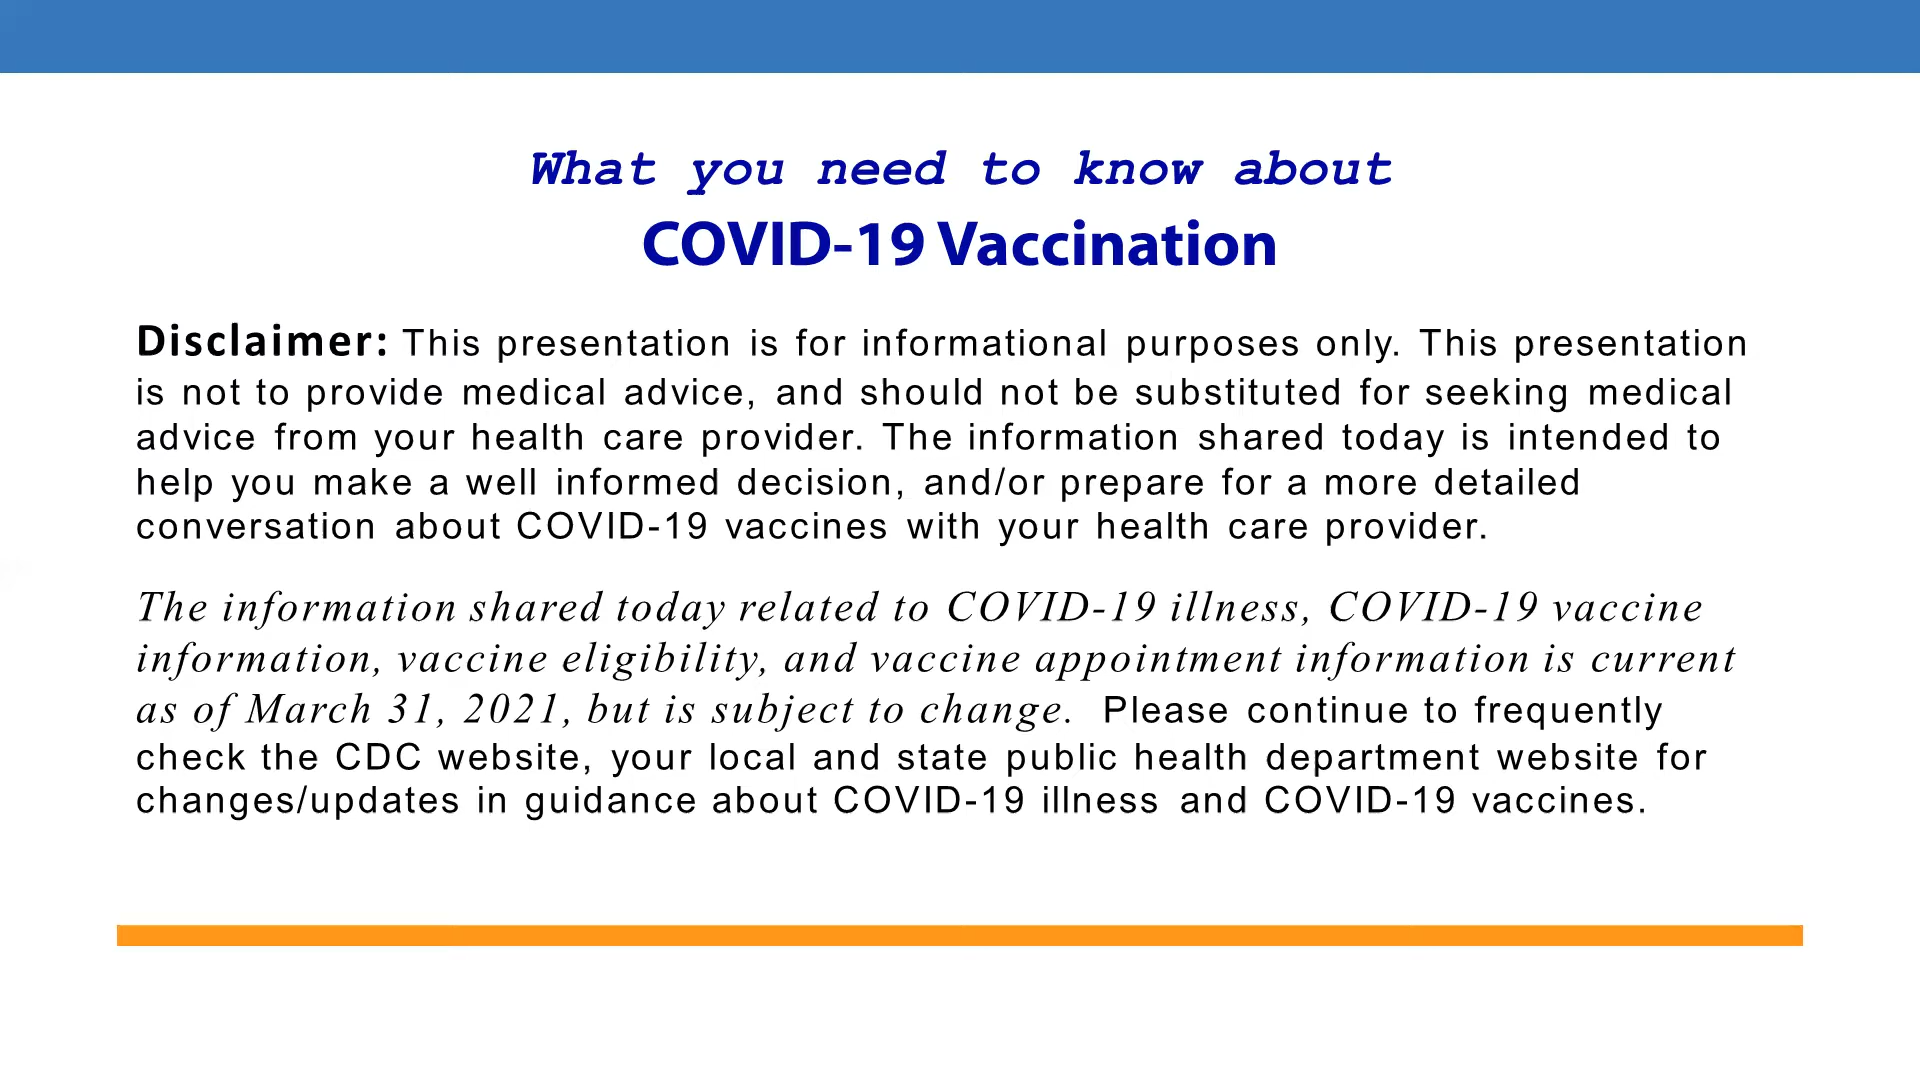 What you need to know about
COVID-19 Vaccination
Disclaimer: This presentation is for informational purposes only. This presentation
is not to provide medical advice, and should not be substituted for seeking medical
advice from your health care provider. The information shared today is intended to
help you make a well informed decision, and/or prepare for a more detailed
conversation about COVID-19 vaccines with your health care provider.
The information shared today related to COVID-19 illness, COVID-19 vaccine
information, vaccine eligibility, and vaccine appointment information is current
as of March 31, 2021, but is subject to change. Please continue to frequently
check the CDC website, your local and state public health department website for
changes/updates in guidance about COVID-19 illness and COVID-19 vaccines.